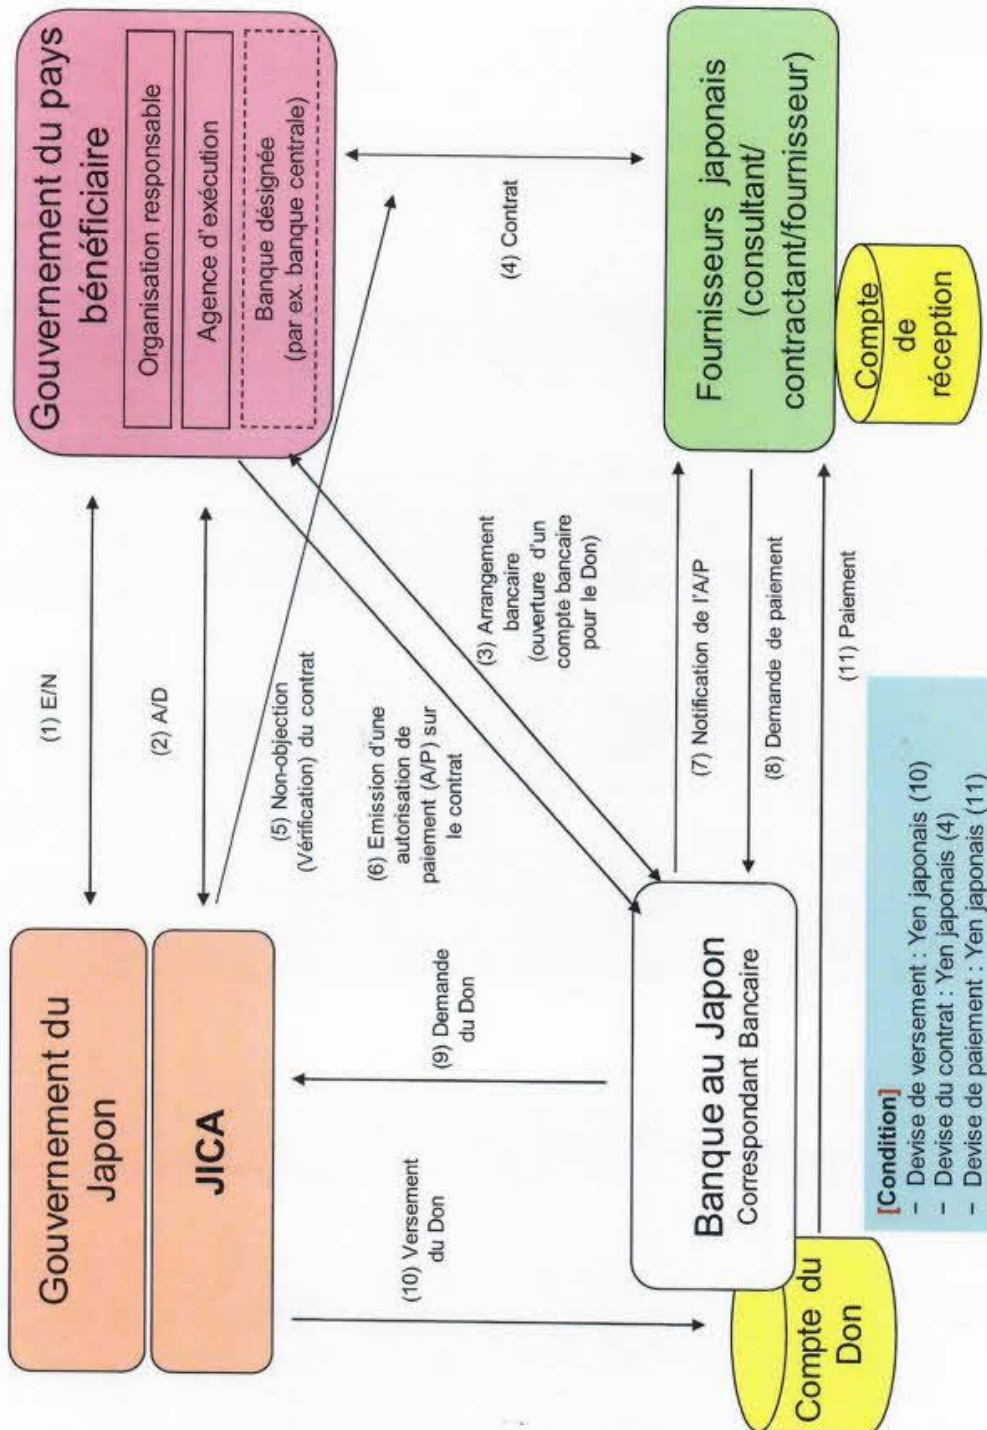 Gouvernement du
Japon
JICA
(1) E/N
(2) A/D
Gouvernement du pays
bénéficiaire
Organisation responsable
Agence d'exécution
Banque désignée
(par ex. banque centrale)
(5) Non-objection
(Vérification) du contrat
(6) Emission d'une
autorisation de
paiement (A/P) sur
le contrat
(3) Arrangement
bancaire
(ouverture d'un
compte bancaire
pour le Don)
(4) Contrat
(10) Versement
du Don
(9) Demande
du Don
Banque au Japon
Correspondant Bancaire
Compte du
Don
(7) Notification de l'A/P
(8) Demande de paiement
(11) Paiement
Fournisseurs japonais
(consultant/
contractant/fournisseur)
Compte
de
réception
[Condition]
- Devise de versement : Yen japonais (10)
- Devise du contrat : Yen japonais (4)
- Devise de paiement : Yen japonais (11)